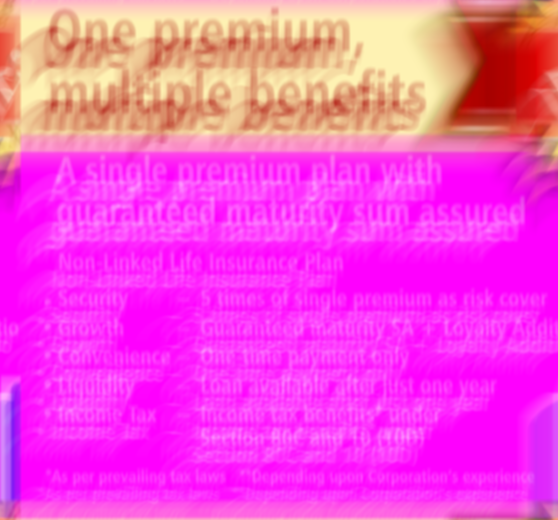 One premium,
multiple benefits
A single premium plan with
guaranteed maturity sum assured
Non-Linked Life Insurance Plan
• Security - 5 times of single premium as risk cover
• Growth - Guaranteed maturity SA + Loyalty
• Convenience - One time payment only
• Liquidity - Loan available after just one year
• Income Tax - Income tax benefits* under
Section 80C and 10 (10D)
*As per prevailing tax laws **Depending upon Corporation's experience